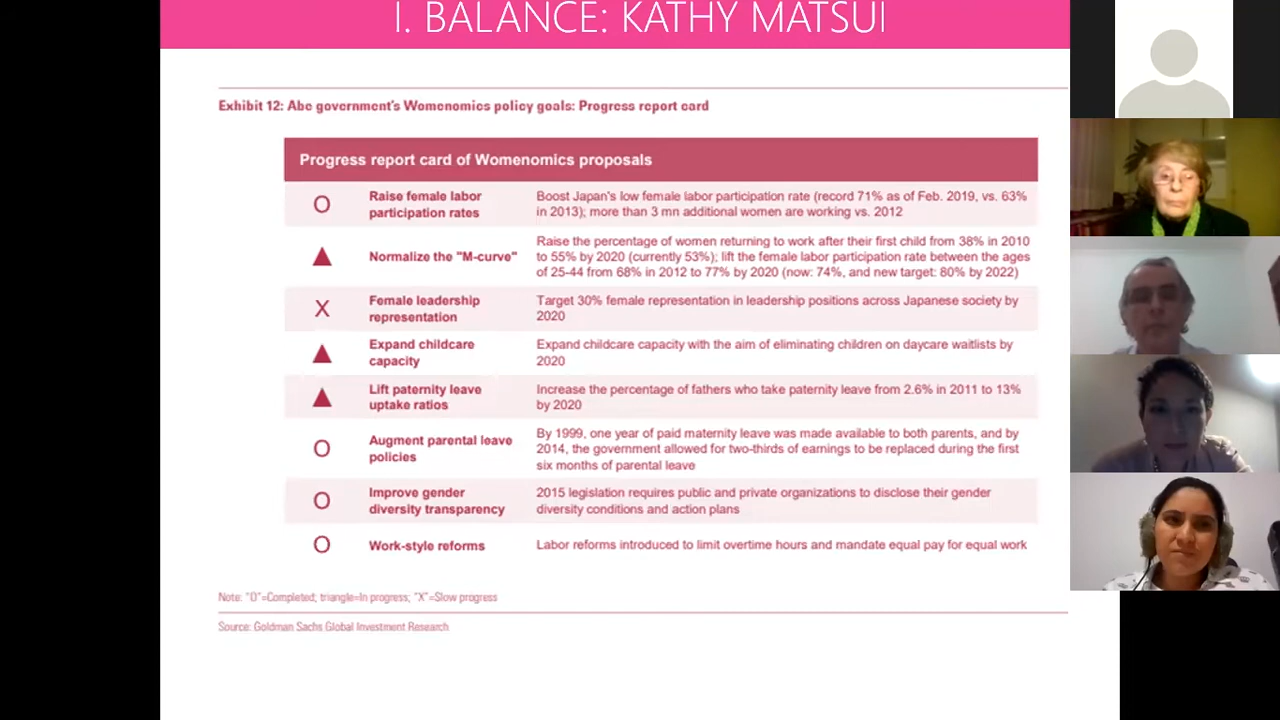 I. BALANCE: KATHY MATSUI
Exhibit 12: Abe government's Womenomics policy goals: Progress report card
Progress report card of Womenomics proposals
O
Raise female labor
participation rates
Boost Japan's low female labor participation rate (record 71% as of Feb. 2019, vs. 63%
in 2013); more than 3 mn additional women are working vs. 2012
▲
Normalize the "M-curve"
Raise the percentage of women returning to work after their first child from 38% in 2010
to 55% by 2020 (currently 53%); lift the female labor participation rate between the ages
of 25-44 from 68% in 2012 to 77% by 2020 (now: 74%, and new target: 80% by 2022)
X
Female leadership
representation
Target 30% female representation in leadership positions across Japanese society by
2020
▲
Expand childcare
capacity
Expand childcare capacity with the aim of eliminating children on daycare waitlists by
2020
▲
Lift paternity leave
uptake ratios
Increase the percentage of fathers who take paternity leave from 2.6% in 2011 to 13%
by 2020
O
Augment parental leave
policies
By 1999, one year of paid maternity leave was made available to both parents, and by
2014, the government allowed for two-thirds of earnings to be replaced during the first
six months of parental leave
O
Improve gender
diversity transparency
2015 legislation requires public and private organizations to disclose their gender
diversity conditions and action plans
O
Work-style reforms
Labor reforms introduced to limit overtime hours and mandate equal pay for equal work
Note: "O"=Completed; triangle=In progress; "X"=Slow progress
Source: Goldman Sachs Global Investment Research